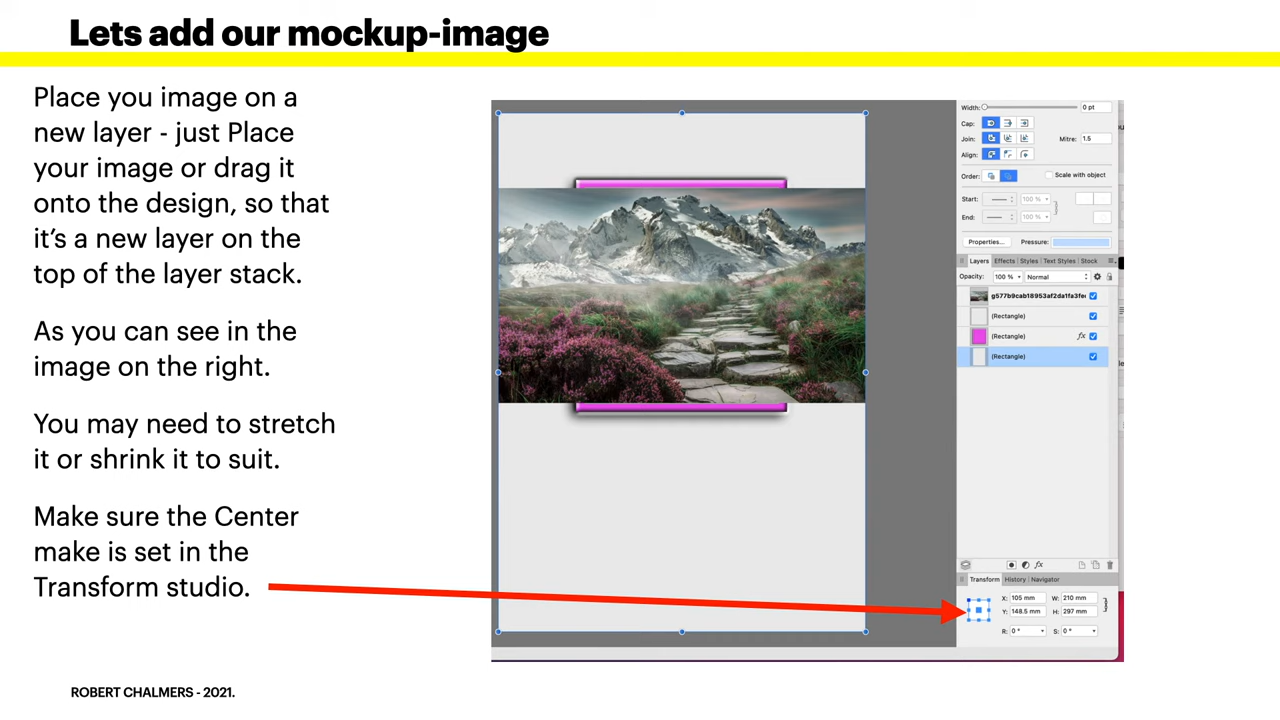 Lets add our mockup-image
Place you image on a
new layer - just Place
your image or drag it
onto the design, so that
it's a new layer on the
top of the layer stack.
As you can see in the
image on the right.
You may need to stretch
it or shrink it to suit.
Make sure the Center
make is set in the
Transform studio.
Width: 0 pt
Cap:
Join: Mitre: 1.5
Align:
Order: Scale with object
Start: 100 %
End: 100 %
Properties... Pressure:
Layers Effects Styles Text Styles Stock
Opacity: 100 % Normal
(Rectangle)
(Rectangle) fx
(Rectangle)
fx
Transform History Navigator
X: 105 mm W: 210 mm
Y: 148.5 mm H: 297 mm
R: 0 ° S: 0 °
ROBERT CHALMERS - 2021.